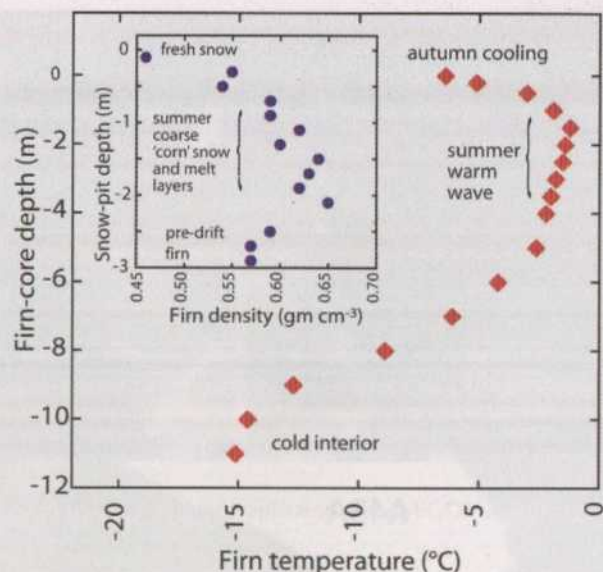 0
-2
-4
-6
-8
-10
-12
Firn-core depth (m)
-20
-15
-10
-5
0
Firn temperature (°C)
autumn cooling
summer
warm
wave
cold interior
0
-1
-2
-3
Snow-pit depth (m)
0.45
0.50
0.55
0.60
0.65
0.70
Firn density (gm cm⁻³)
fresh snow
summer
coarse
'corn' snow
and melt
layers
pre-drift
firn